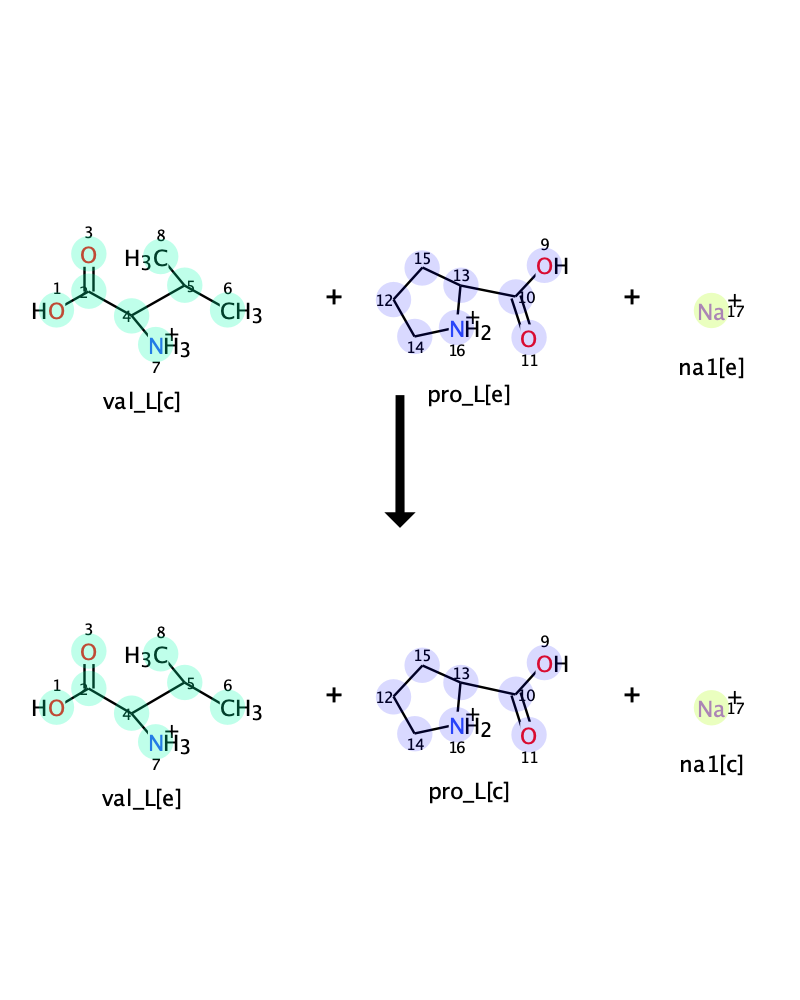 3 8 9
O H3C 15 13 OH
1 2 5 6 + 12 10 + +
HO 4 CH3 + Na 17
+ NH2 O
NH3 14 16 11
7
val_L[c] pro_L[e] na1[e]
3 8 9
O H3C 15 13 OH
1 2 5 6 + 12 10 + +
HO 4 CH3 + Na 17
+ NH2 O
NH3 14 16 11
7
val_L[e] pro_L[c] na1[c]